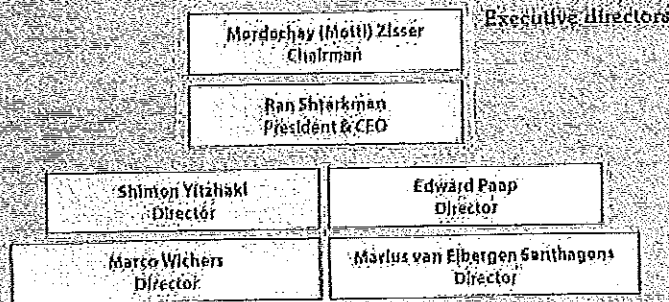 Executive directors
Mordechay (Motti) Zisser
Chairman
Ran Shtarkman
President & CEO
Shimon Yitzhaki
Director
Edward Paap
Director
Marco Wichers
Director
Marius van Eibergen Santhagens
Director